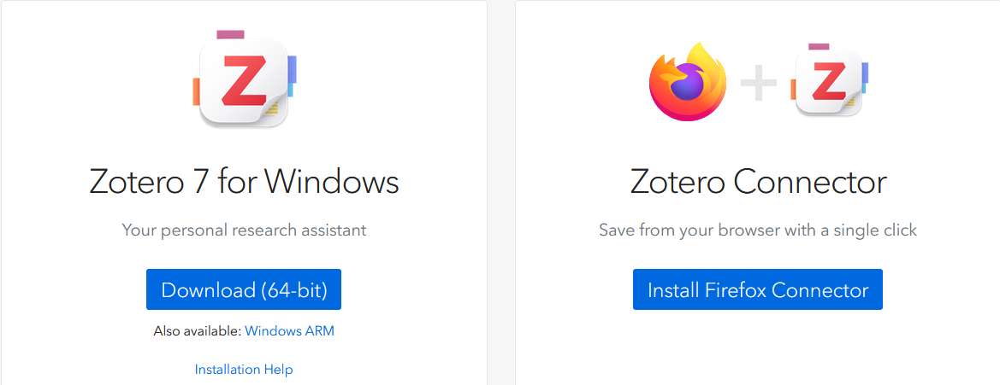 Z
Zotero 7 for Windows
Your personal research assistant
Download (64-bit)
Also available: Windows ARM
Installation Help
Z
Zotero Connector
Save from your browser with a single click
Install Firefox Connector